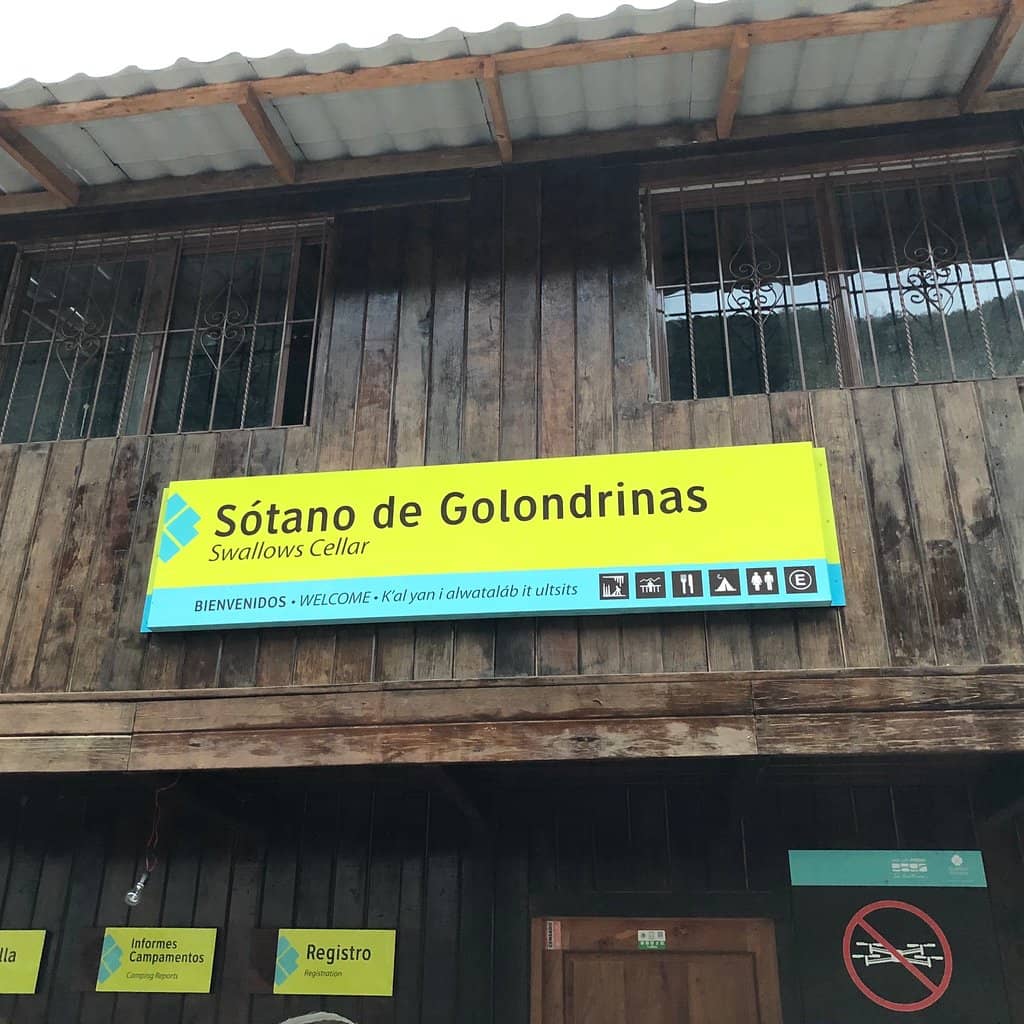 Sótano de Golondrinas
Swallows Cellar
BIENVENIDOS • WELCOME • K'al yan i alwataláb it ultsits
E
lla
Informes
Campamentos
Camping Reports
Registro
Registration